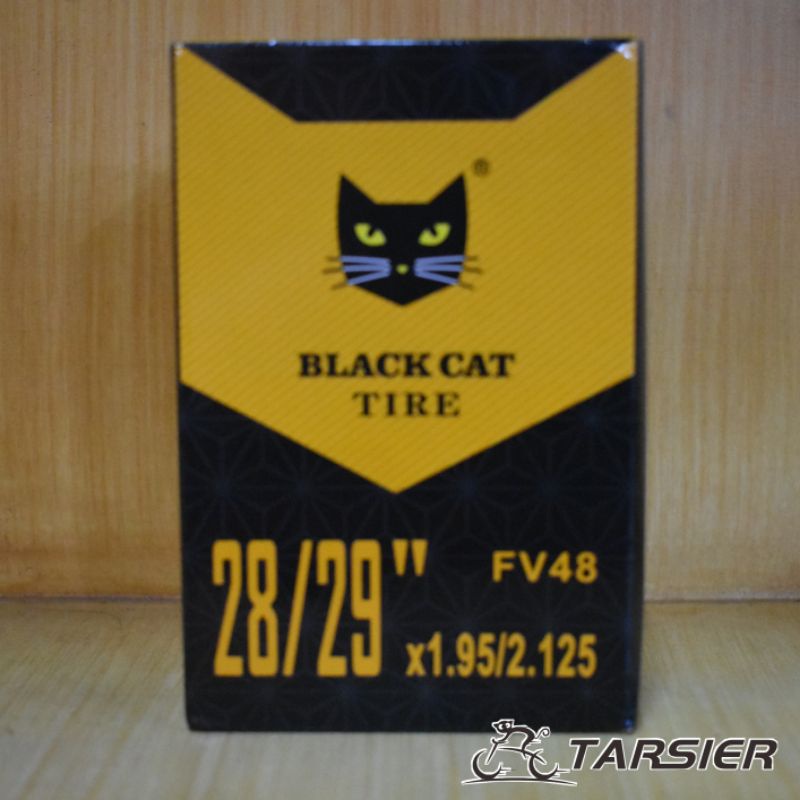 ®
BLACK CAT
TIRE
28/29" FV48
x1.95/2.125
TARSIER